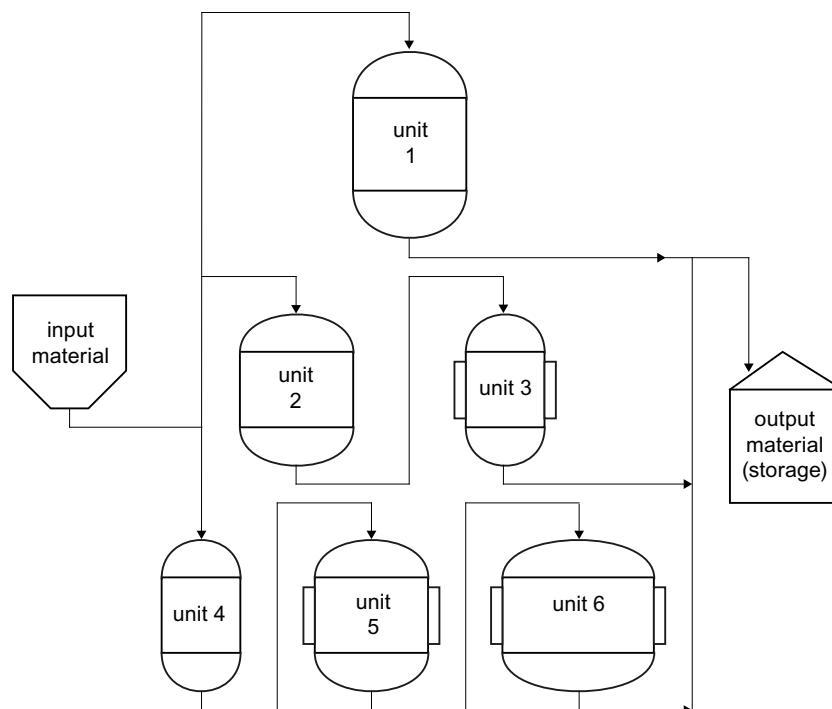 unit
1
input
material
unit
2
unit 3
output
material
(storage)
unit 4
unit
5
unit 6